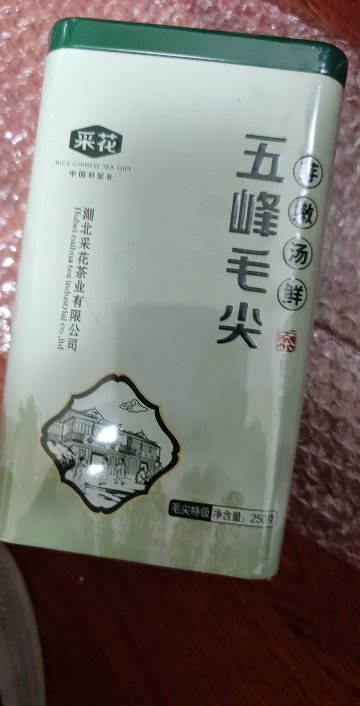 采花
NICE CHINESE TEA GIFT
中国好茶礼
五峰毛尖
芽嫩汤鲜
茶
湖北采花茶业有限公司
Hubei caihua tea industrial co.,ltd
毛尖特级 净含量：250克